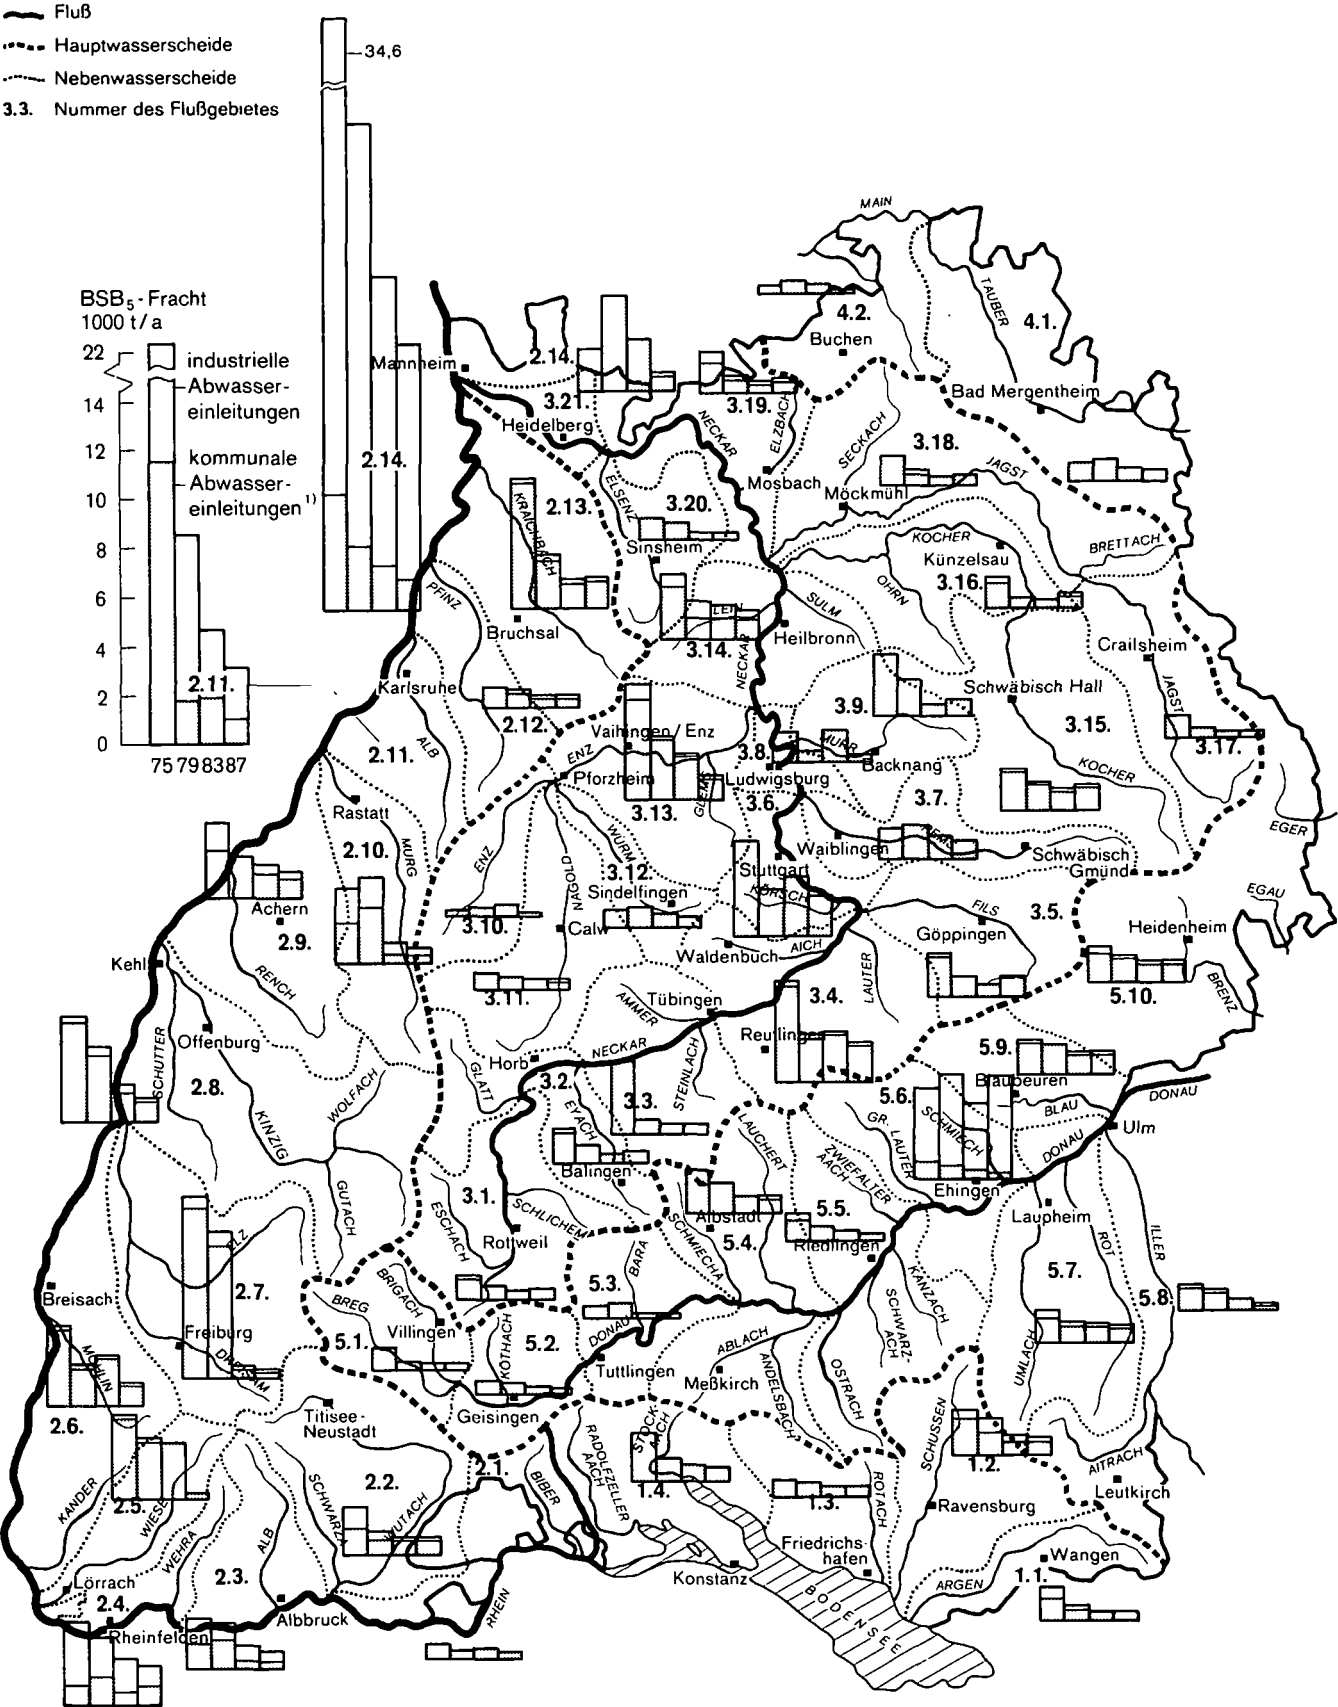 Fluß
Hauptwasserscheide
Nebenwasserscheide
3.3. Nummer des Flußgebietes
34,6
BSB5 - Fracht
1000 t/a
22
14
12
10
8
6
4
2
0
industrielle
Abwasser-
einleitungen
kommunale
Abwasser-
einleitungen 1)
2.11.
75 79 83 87
MAIN
TAUBER
4.1.
4.2.
Buchen
Bad Mergentheim
Mannheim
2.14.
3.21.
Heidelberg
3.19.
NECKAR
ELZBACH
SECKACH
3.18.
JAGST
2.14.
Mosbach
Möckmühl
KRAICHBACH
2.13.
ELSENZ
3.20.
Sinsheim
KOCHER
Künzelsau
BRETTACH
3.16.
OHRN
PFINZ
Bruchsal
LEIN
3.14.
SULM
Heilbronn
NECKAR
Crailsheim
Karlsruhe
2.12.
3.9.
Schwäbisch Hall
JAGST
3.15.
3.17.
2.11.
ALB
Vaihingen / Enz
ENZ
Pforzheim
3.8.
MURR
Backnang
Ludwigsburg
KOCHER
GLEMS
3.13.
3.6.
3.7.
Rastatt
EGER
2.10.
MURG
ENZ
NAGOLD
WÜRM
3.12.
Sindelfingen
Stuttgart
Waiblingen
REMS
Schwäbisch
Gmünd
KÖRSCH
EGAU
Achern
2.9.
3.10.
Calw
Waldenbuch
AICH
FILS
Göppingen
3.5.
Heidenheim
Kehl
RENCH
3.11.
AMMER
Tübingen
3.4.
LAUTER
5.10.
BRENZ
Offenburg
SCHUTTER
2.8.
KINZIG
WOLFACH
GLATT
Horb
NECKAR
3.2.
EYACH
3.3.
STEINLACH
Reutlingen
5.9.
Blaubeuren
5.6.
SCHMIECH
BLAU
DONAU
Ulm
DONAU
LAUCHERT
GR. LAUTER
ZWIEFALTER
AACH
Balingen
Ehingen
GUTACH
3.1.
ESCHACH
SCHLICHEM
Rottweil
SCHMIECHA
Albstadt
5.4.
5.5.
Riedlingen
Laupheim
ROT
ILLER
ELZ
2.7.
BARA
5.3.
5.7.
5.8.
Breisach
Freiburg
DREISAM
BREG
BRIGACH
5.1.
Villingen
KÖTHACH
5.2.
DONAU
Tuttlingen
ABLACH
Meßkirch
ANDELSBACH
OSTRACH
SCHWARZ-
ACH
KANZACH
UMLACH
MÖHLIN
2.6.
Titisee-
Neustadt
Geisingen
2.1.
RADOLFZELLER
AACH
STOCK-
AACH
1.4.
1.3.
ROTACH
SCHUSSEN
1.2.
AITRACH
Leutkirch
KANDER
2.5.
WIESE
WEHRA
ALB
2.3.
SCHWARZA
2.2.
WUTACH
BIBER
Ravensburg
Friedrichs-
hafen
Wangen
1.1.
ARGEN
Lörrach
2.4.
Rheinfelden
Albbruck
RHEIN
Konstanz
BODENSEE